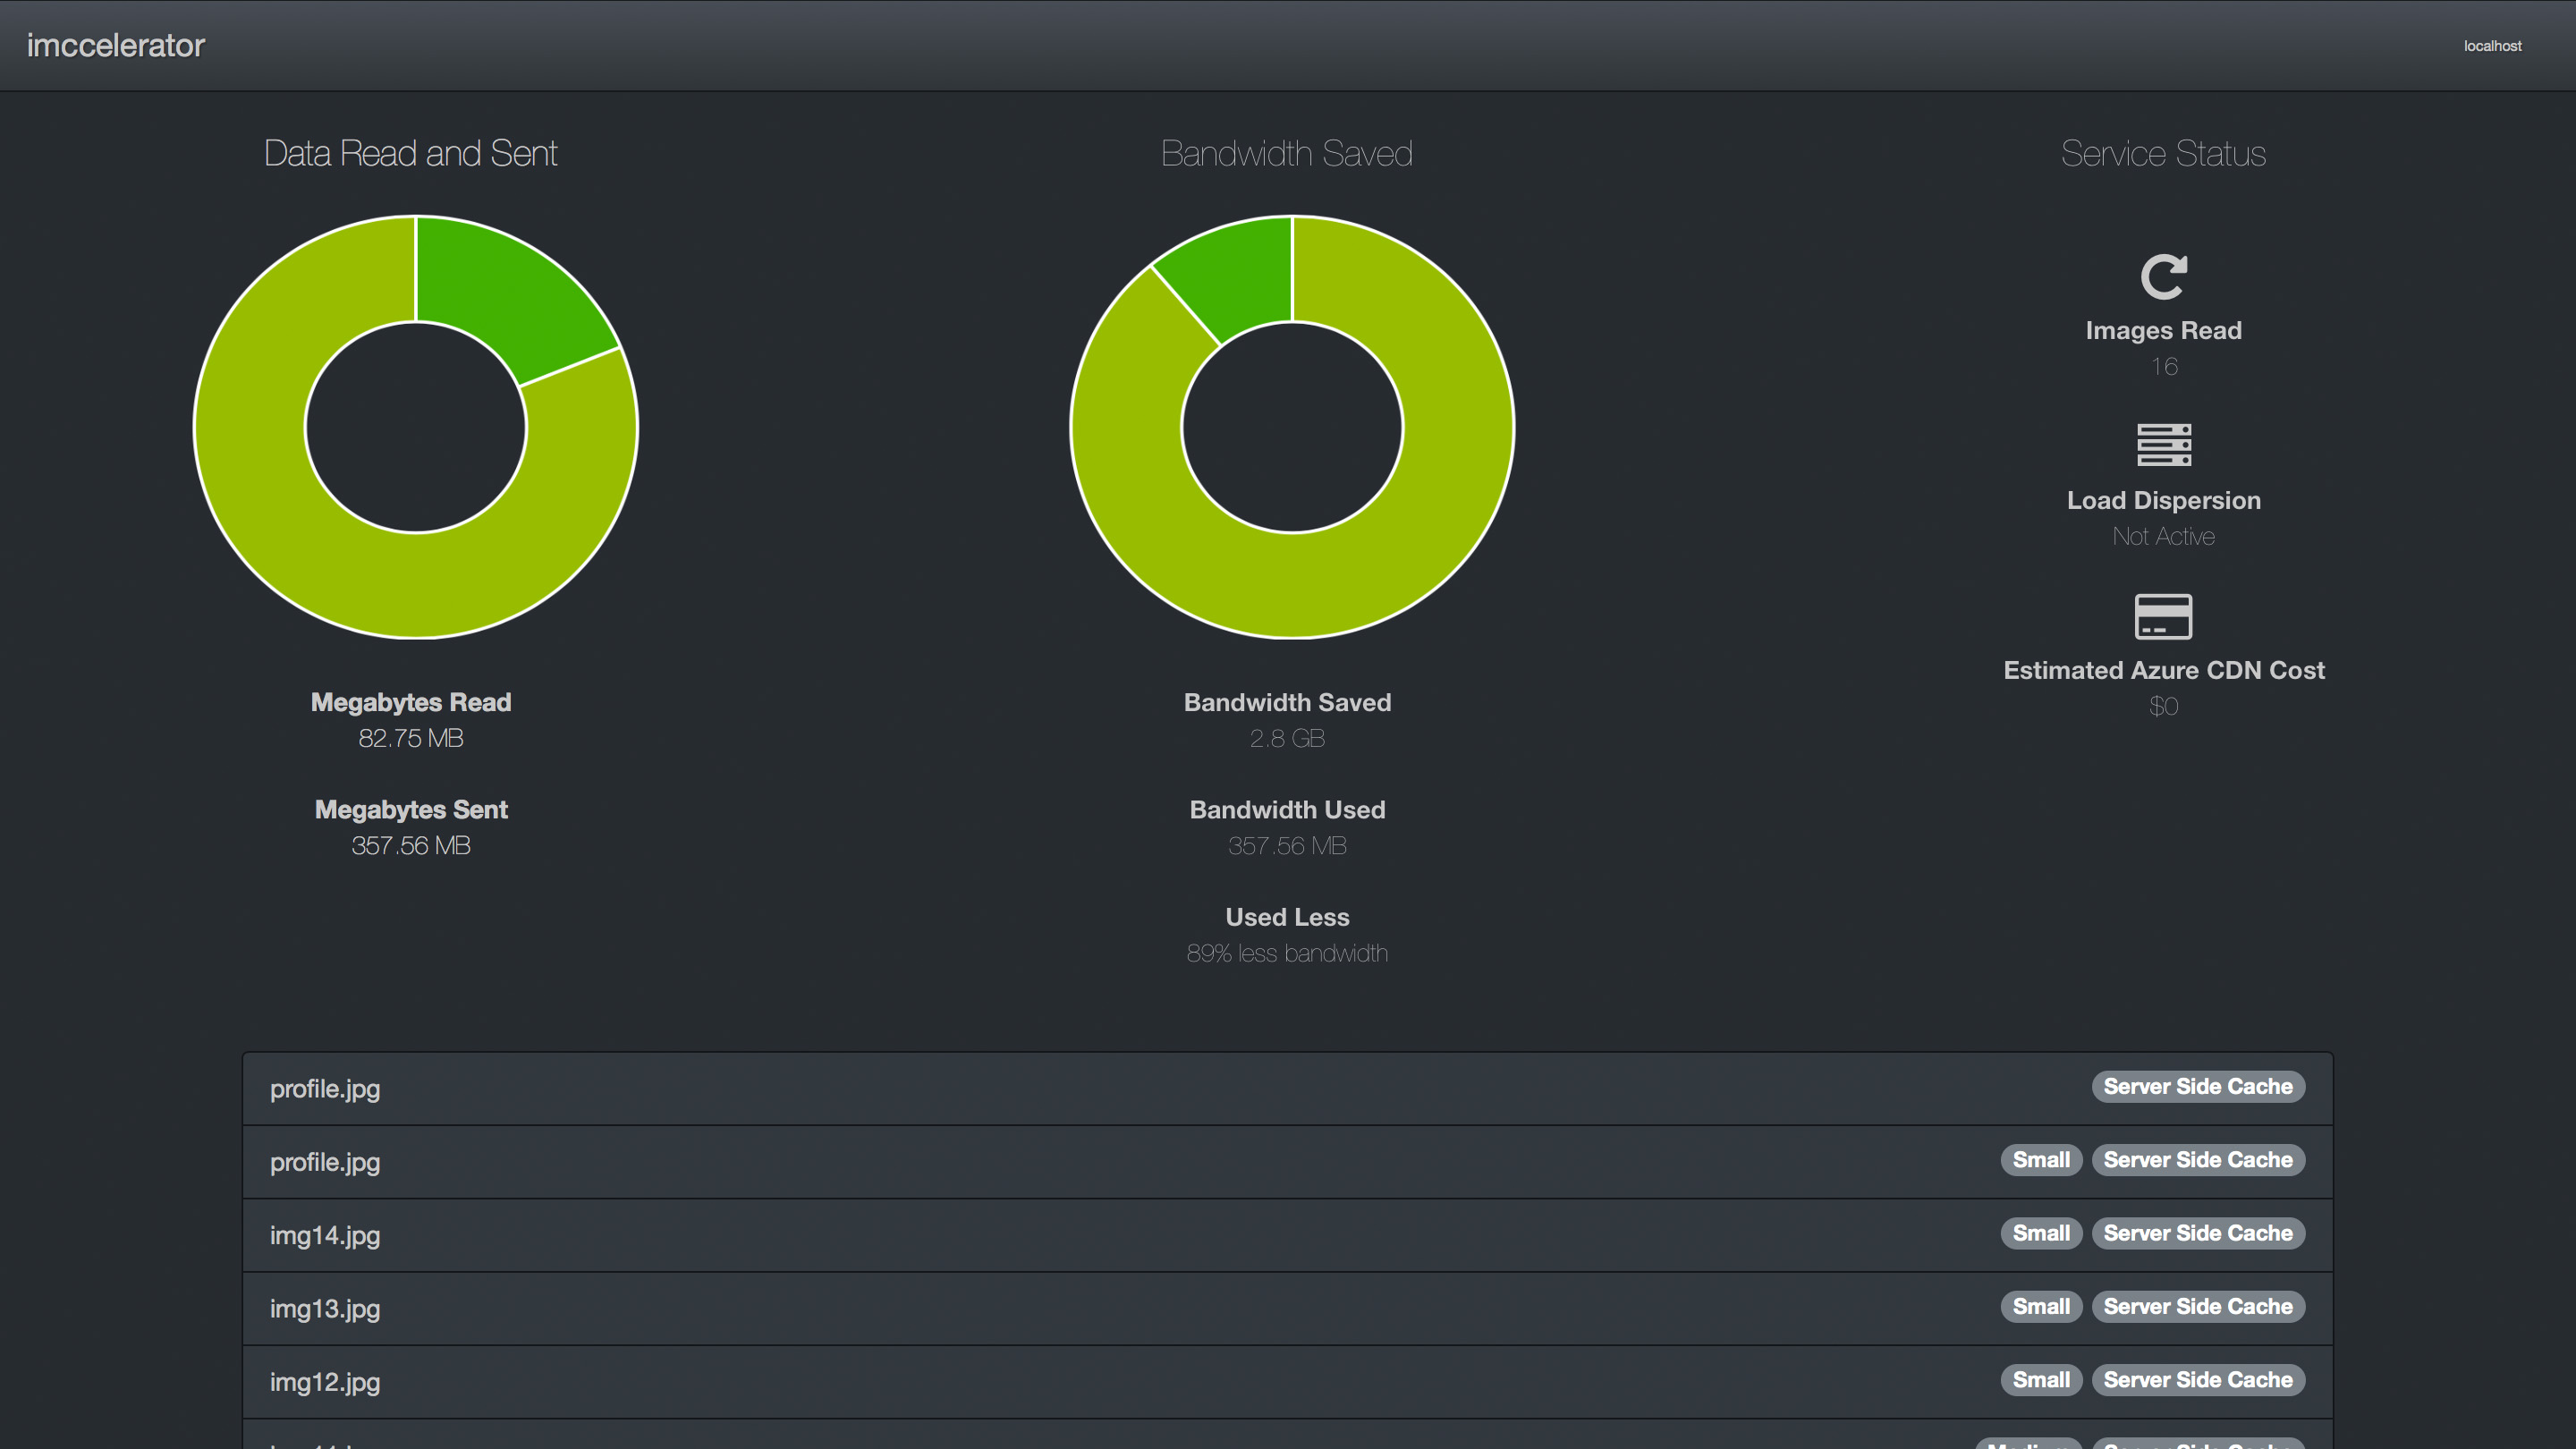 imccelerator
localhost
Data Read and Sent
Megabytes Read
82.75 MB
Megabytes Sent
357.56 MB
Bandwidth Saved
Bandwidth Saved
2.8 GB
Bandwidth Used
357.56 MB
Used Less
89% less bandwidth
Service Status
Images Read
16
Load Dispersion
Not Active
Estimated Azure CDN Cost
$0
profile.jpg Server Side Cache
profile.jpg Small Server Side Cache
img14.jpg Small Server Side Cache
img13.jpg Small Server Side Cache
img12.jpg Small Server Side Cache